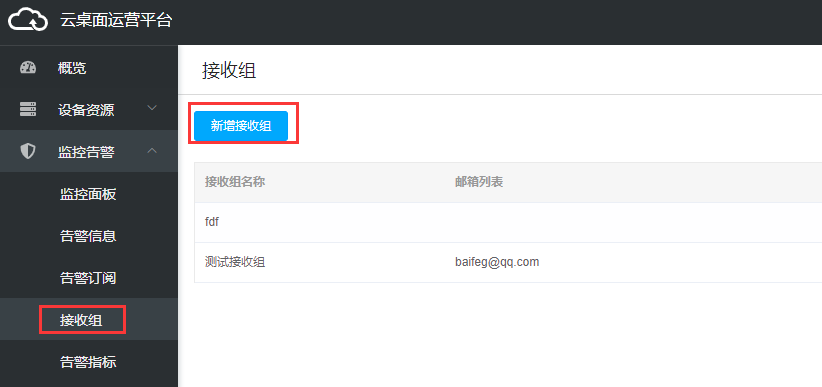 云桌面运营平台
概览
设备资源
监控告警
监控面板
告警信息
告警订阅
接收组
告警指标
接收组
新增接收组
接收组名称 邮箱列表
fdf
测试接收组 baifeg@qq.com